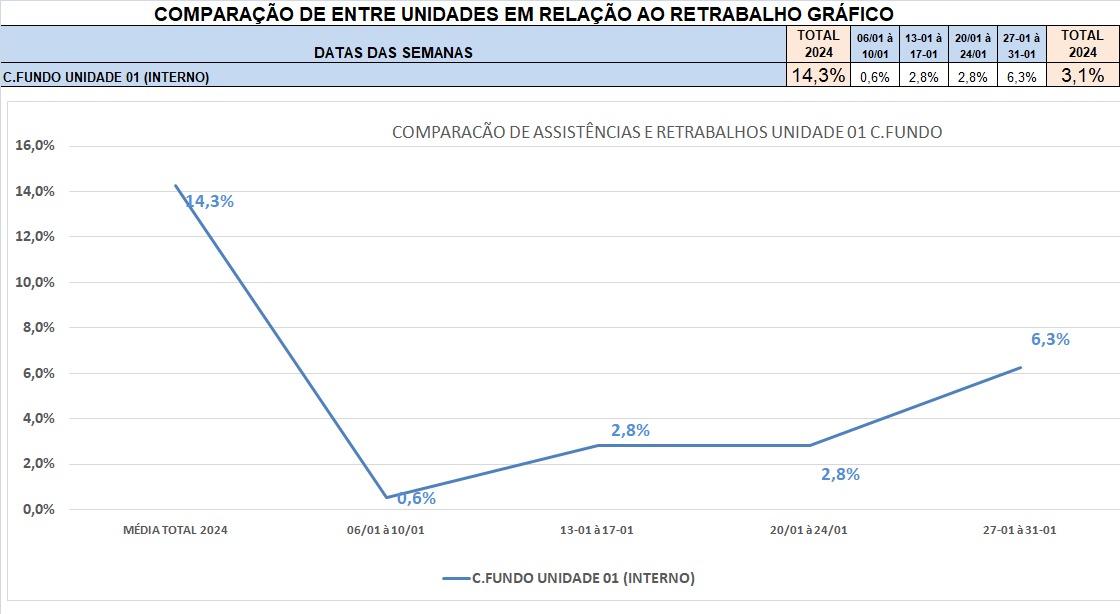 COMPARAÇÃO DE ENTRE UNIDADES EM RELAÇÃO AO RETRABALHO GRÁFICO
DATAS DAS SEMANAS
TOTAL
2024
06/01 à
10/01
13-01 à
17-01
20/01 à
24/01
27-01 à
31-01
TOTAL
2024
C.FUNDO UNIDADE 01 (INTERNO)
14,3%
0,6%
2,8%
2,8%
6,3%
3,1%
COMPARACÃO DE ASSISTÊNCIAS E RETRABALHOS UNIDADE 01 C.FUNDO
16,0%
14,0%
12,0%
10,0%
8,0%
6,0%
4,0%
2,0%
0,0%
14,3%
0,6%
2,8%
2,8%
6,3%
MÉDIA TOTAL 2024
06/01 à 10/01
13-01 à 17-01
20/01 à 24/01
27-01 à 31-01
C.FUNDO UNIDADE 01 (INTERNO)